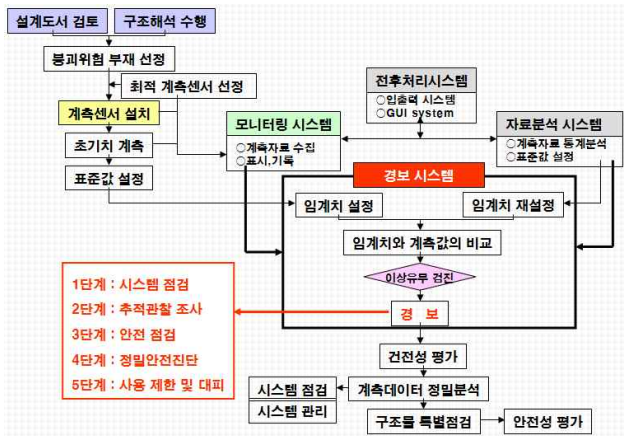 설계도서 검토
구조해석 수행
붕괴위험 부재 선정
최적 계측센서 선정
계측센서 설치
초기치 계측
표준값 설정
전후처리시스템
○입출력 시스템
○GUI system
모니터링 시스템
○계측자료 수집
○표시,기록
자료분석 시스템
○계측자료 통계분석
○표준값 설정
경보 시스템
임계치 설정
임계치 재설정
임계치와 계측값의 비교
이상유무 검진
경 보
1단계 : 시스템 점검
2단계 : 추적관찰 조사
3단계 : 안전 점검
4단계 : 정밀안전진단
5단계 : 사용 제한 및 대피
건전성 평가
시스템 점검
시스템 관리
계측데이터 정밀분석
구조물 특별점검
안전성 평가